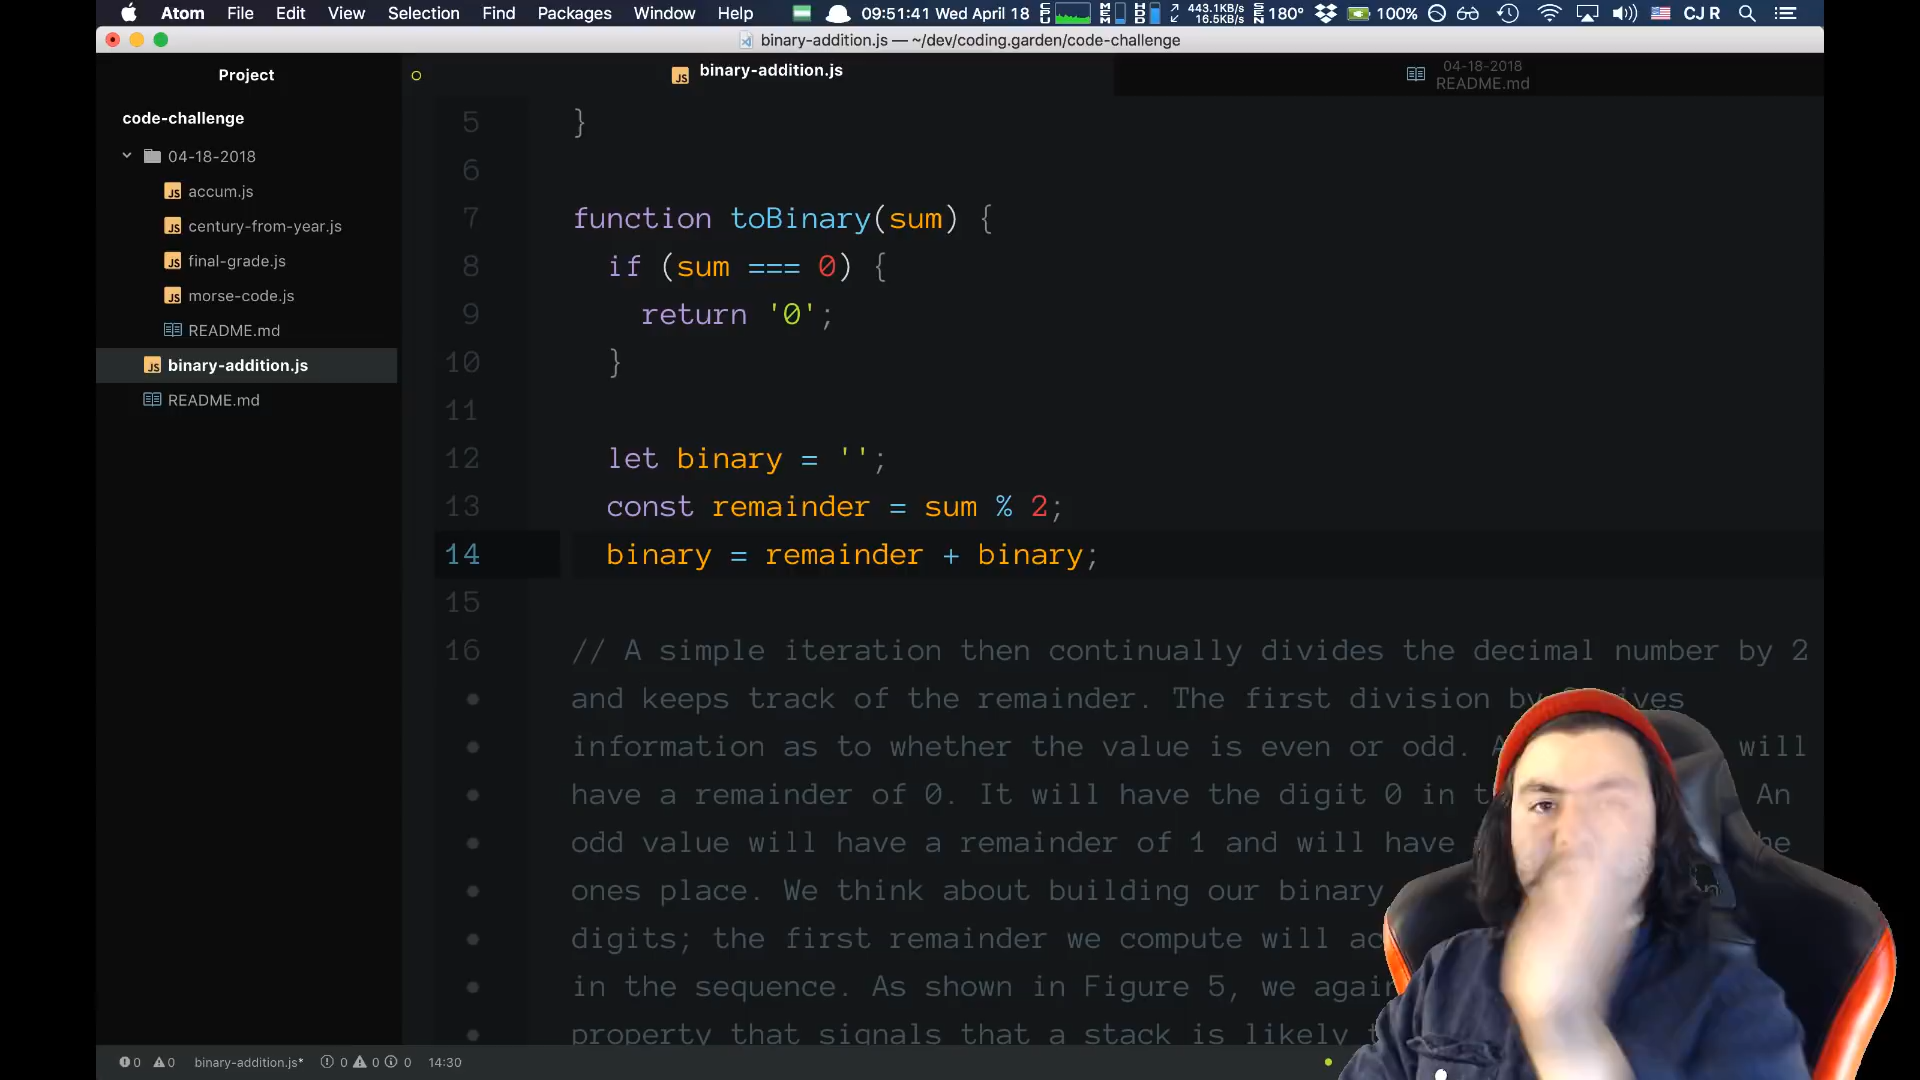 Atom File Edit View Selection Find Packages Window Help 09:51:41 Wed April 18 443.1KB/s 16.5KB/s 180° 100% CJ R
binary-addition.js — ~/dev/coding.garden/code-challenge
Project
binary-addition.js
04-18-2018
README.md
code-challenge
04-18-2018
accum.js
century-from-year.js
final-grade.js
morse-code.js
README.md
binary-addition.js
README.md
5 }
6
7 function toBinary(sum) {
8 if (sum === 0) {
9 return '0';
10 }
11
12 let binary = '';
13 const remainder = sum % 2;
14 binary = remainder + binary;
15
16 // A simple iteration then continually divides the decimal number by 2
and keeps track of the remainder. The first division by
information as to whether the value is even or odd. will
have a remainder of 0. It will have the digit 0 in An
odd value will have a remainder of 1 and will have
ones place. We think about building our binary
digits; the first remainder we compute will
in the sequence. As shown in Figure 5, we
property that signals that a stack is likely
0 0 binary-addition.js* 0 0 0 14:30